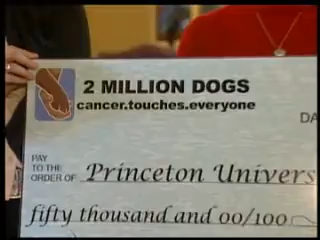 2 MILLION DOGS
cancer.touches.everyone
DA
PAY
TO THE
ORDER OF Princeton Univers
fifty thousand and 00/100